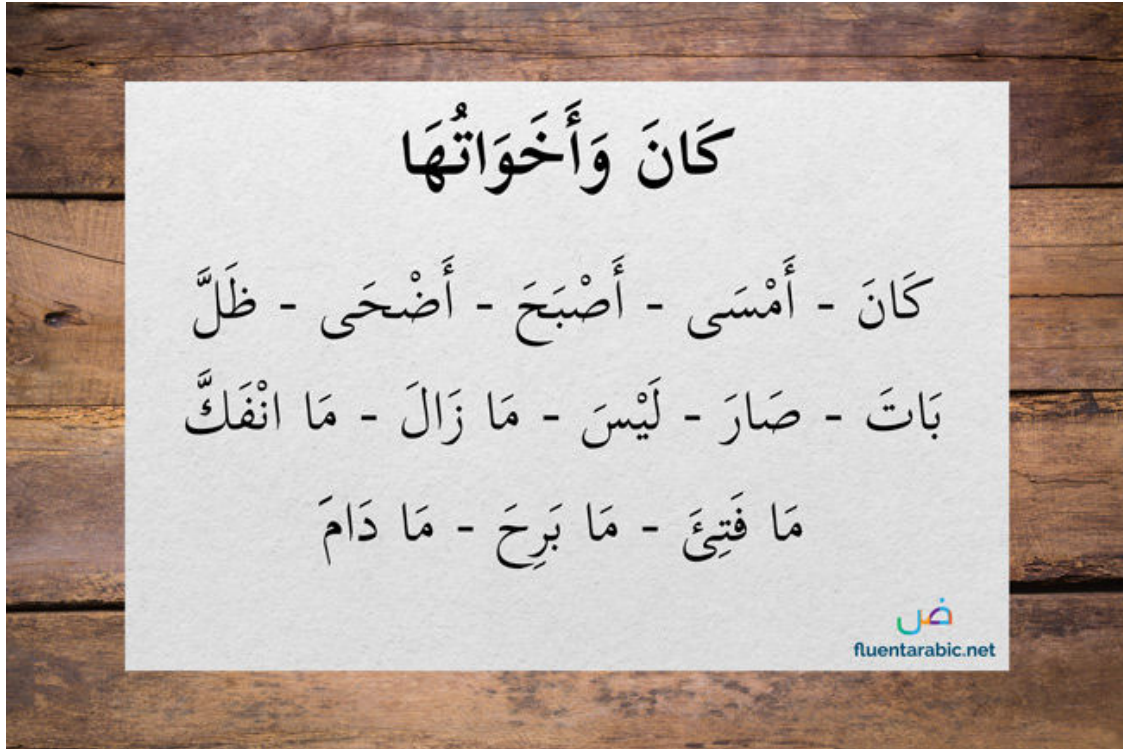 كَانَ وَأَخَوَاتُهَا
كَانَ - أَمْسَى - أَصْبَحَ - أَضْحَى - ظَلَّ
بَاتَ - صَارَ - لَيْسَ - مَا زَالَ - مَا انْفَكَّ
مَا فَتِئَ - مَا بَرِحَ - مَا دَامَ
ض
fluentarabic.net